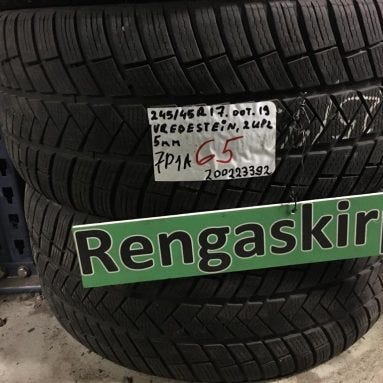 245/45R17. DOT.19
VREDESTEIN, 2KPL
5mm
7P1A 65
200223392
Rengaskir